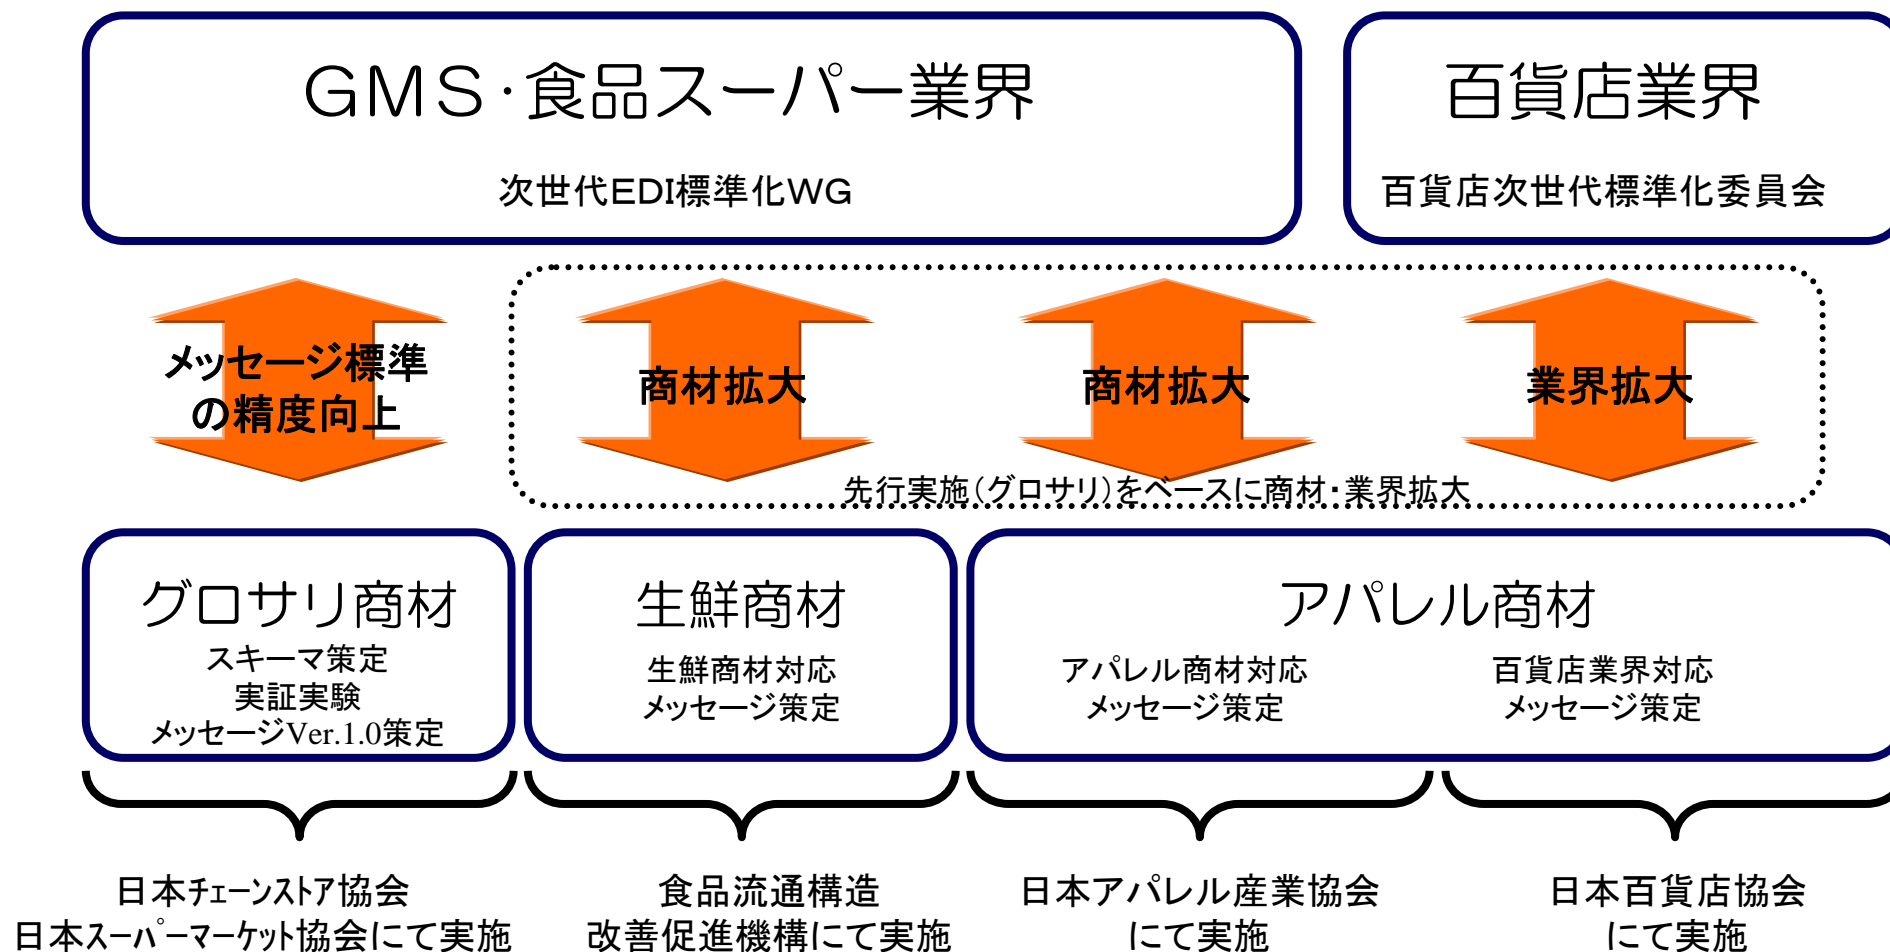 GMS・食品スーパー業界
次世代EDI標準化WG
百貨店業界
百貨店次世代標準化委員会
メッセージ標準
の精度向上
商材拡大
商材拡大
業界拡大
先行実施(グロサリ)をベースに商材・業界拡大
グロサリ商材
スキーマ策定
実証実験
メッセージVer.1.0策定
生鮮商材
生鮮商材対応
メッセージ策定
アパレル商材
アパレル商材対応
メッセージ策定
百貨店業界対応
メッセージ策定
日本チェーンストア協会
日本スーパーマーケット協会にて実施
食品流通構造
改善促進機構にて実施
日本アパレル産業協会
にて実施
日本百貨店協会
にて実施